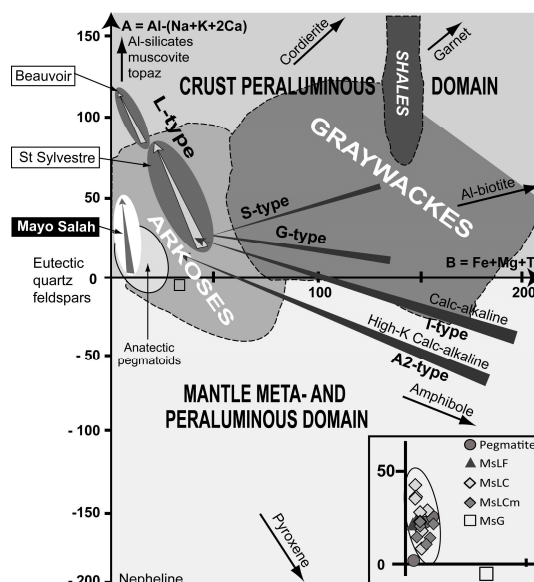 A = Al-(Na+K+2Ca)
150
Al-silicates
muscovite
topaz
Cordierite
Garnet
SHALES
CRUST PERALUMINOUS DOMAIN
Beauvoir
L-type
100
GRAYWACKES
St Sylvestre
50
S-type
Al-biotite
Mayo Salah
ARKOSES
G-type
B = Fe+Mg+T
Eutectic
quartz
feldspars
0
100
200
Calc-alkaline
I-type
Anatectic
pegmatoids
High-K Calc-alkaline
A2-type
- 50
MANTLE META- AND
PERALUMINOUS DOMAIN
Amphibole
-100
Pegmatite
MsLF
MsLC
MsLCm
MsG
50
0
-150
Pyroxene
-200
Nepheline